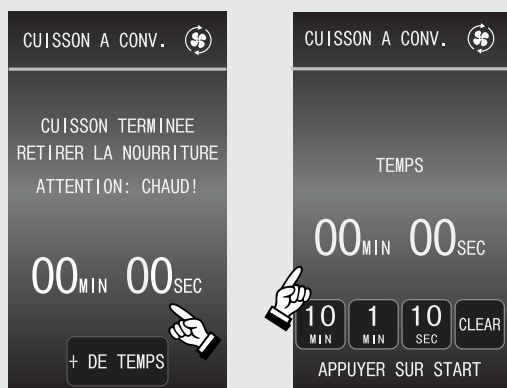 CUISSON A CONV.
CUISSON TERMINEE
RETIRER LA NOURRITURE
ATTENTION: CHAUD!
00MIN 00SEC
+ DE TEMPS
CUISSON A CONV.
TEMPS
00MIN 00SEC
10 MIN 1 MIN 10 SEC CLEAR
APPUYER SUR START